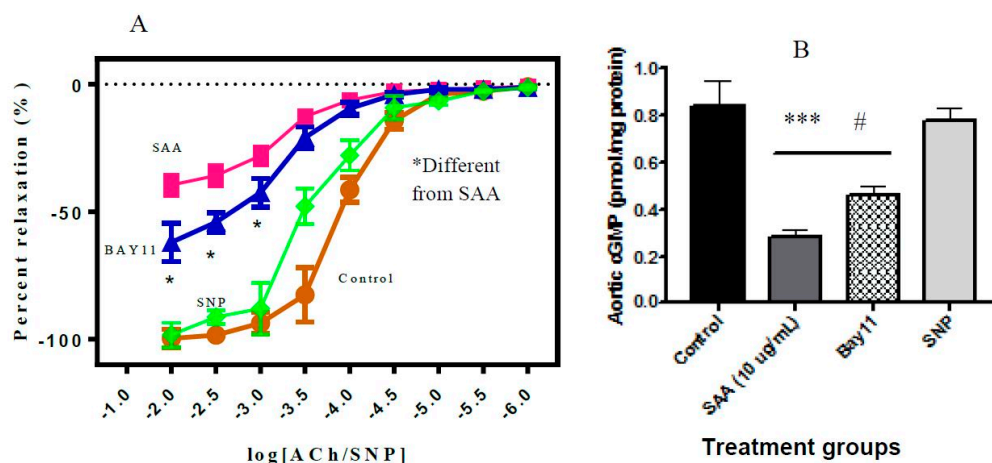 A
Percent relaxation (%)
0
-50
-100
SAA
BAY11
SNP
Control
*Different
from SAA
*
*
*
-1.0
-2.0
-2.5
-3.0
-3.5
-4.0
-4.5
-5.0
-5.5
-6.0
log[ACh/SNP]
B
Aortic cGMP (pmol/mg protein)
1.0
0.8
0.6
0.4
0.2
0.0
***
#
Control
SAA (10 ug/mL)
Bay11
SNP
Treatment groups